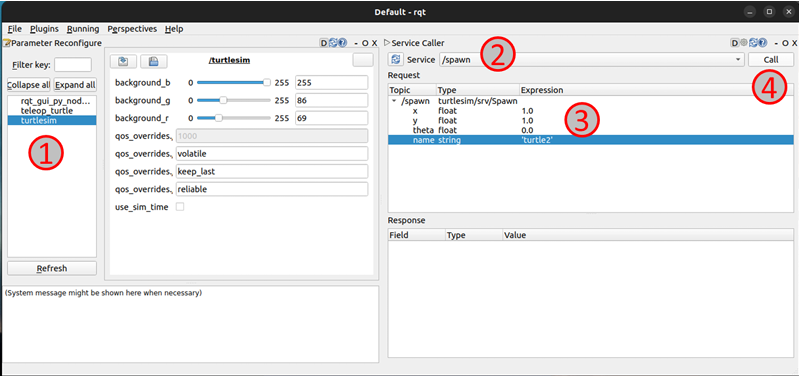 Default - rqt
File Plugins Running Perspectives Help
Parameter Reconfigure
D
- O X
Filter key:
Collapse all Expand all
rqt_gui_py_nod...
teleop_turtle
turtlesim
1
Refresh
/turtlesim
background_b 0 255 255
background_g 0 255 86
background_r 0 255 69
qos_overrides. 1000
qos_overrides. volatile
qos_overrides. keep_last
qos_overrides. reliable
use_sim_time
(System message might be shown here when necessary)
Service Caller
D
- O X
Service /spawn
2
Call
4
Request
Topic Type Expression
/spawn turtlesim/srv/Spawn
x float 1.0
y float 1.0
theta float 0.0
name string 'turtle2'
3
Response
Field Type Value